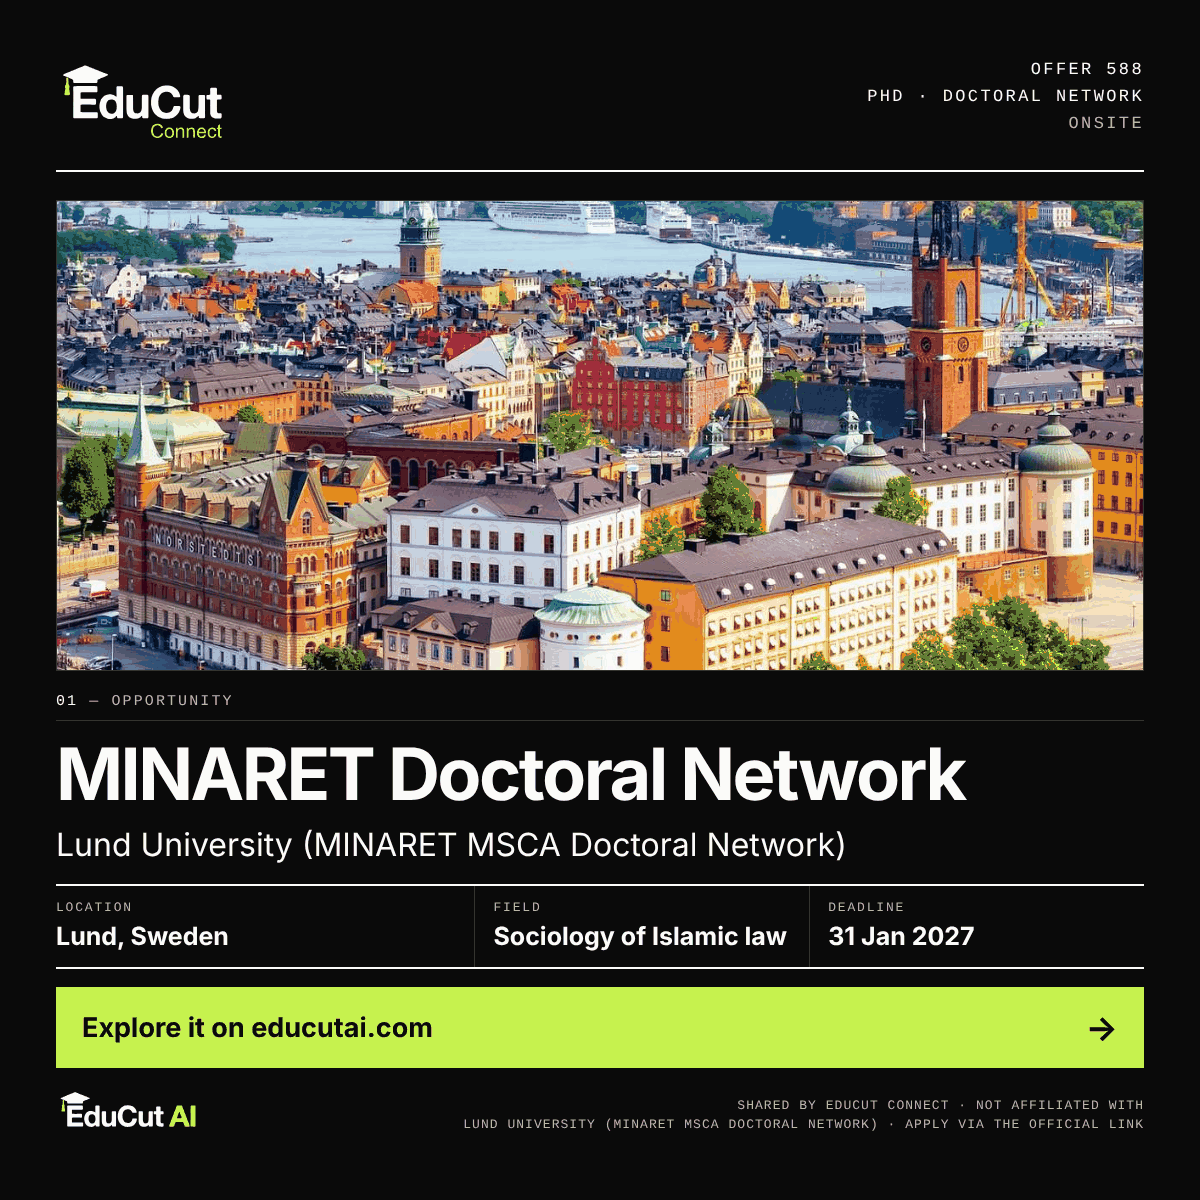 EduCut
Connect
OFFER 588
PHD · DOCTORAL NETWORK
ONSITE
NORSTEDTS
01 — OPPORTUNITY
MINARET Doctoral Network
Lund University (MINARET MSCA Doctoral Network)
LOCATION
Lund, Sweden
FIELD
Sociology of Islamic law
DEADLINE
31 Jan 2027
Explore it on educutai.com →
EduCut AI
SHARED BY EDUCUT CONNECT · NOT AFFILIATED WITH
LUND UNIVERSITY (MINARET MSCA DOCTORAL NETWORK) · APPLY VIA THE OFFICIAL LINK